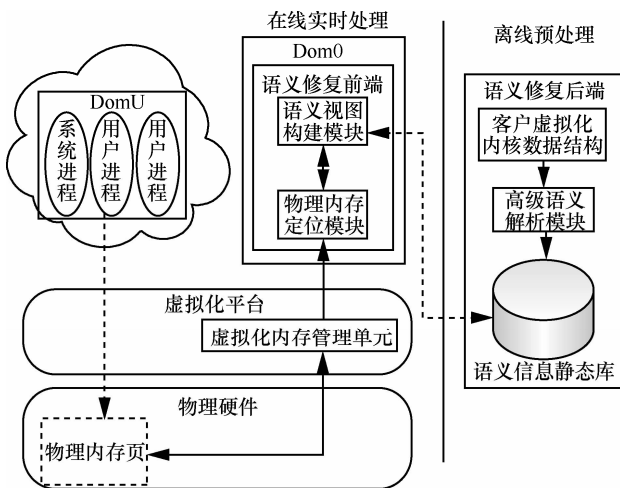 在线实时处理
离线预处理
DomU
系统进程
用户进程
用户进程
Dom0
语义修复前端
语义视图
构建模块
物理内存
定位模块
语义修复后端
客户虚拟化
内核数据结构
高级语义
解析模块
语义信息静态库
虚拟化平台
虚拟化内存管理单元
物理硬件
物理内存页